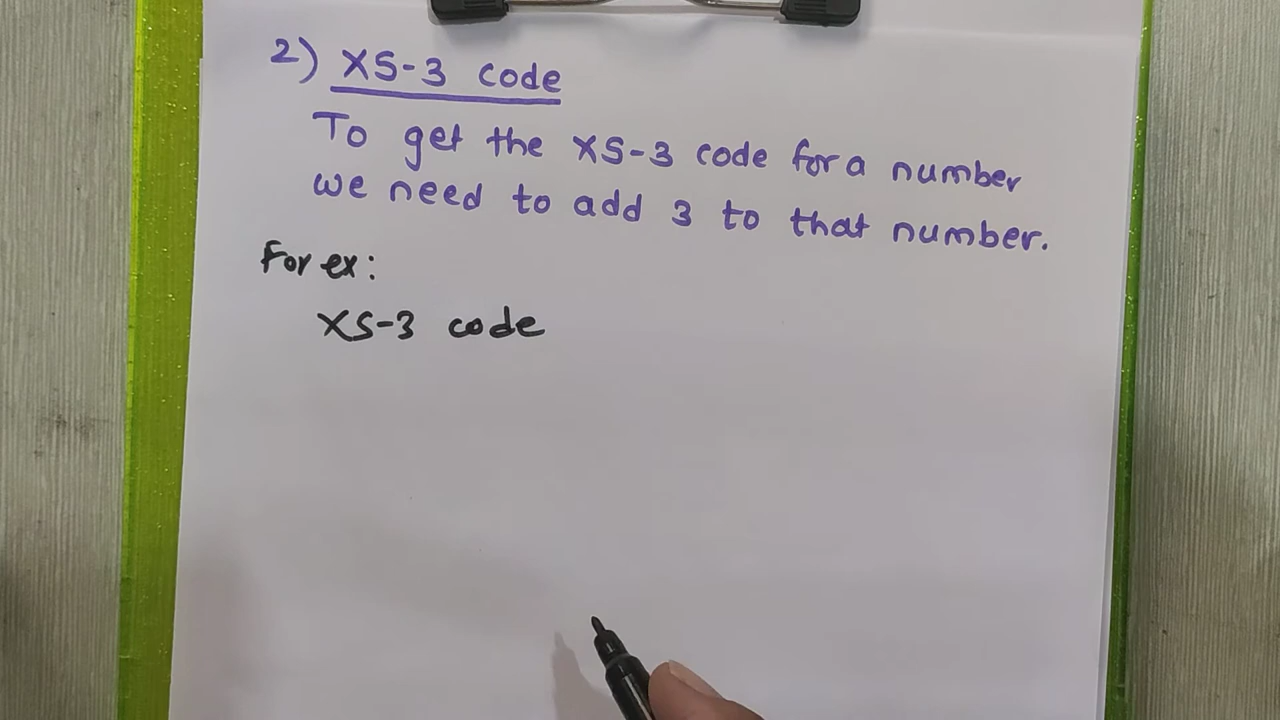 2) XS-3 code
To get the XS-3 code for a number
we need to add 3 to that number.
For ex:
XS-3 code